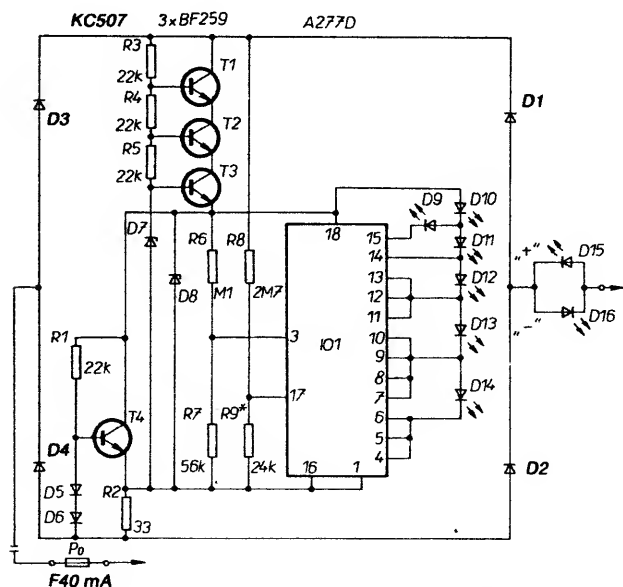 KC507 3xBF259 A277D
R3
22k
R4
22k
R5
22k
T1
T2
T3
D3
D1
D7
D8
R6
M1
R8
2M7
18
15
14
13
12
11
10
9
8
7
6
5
4
3
17
16
1
IO1
D9
D10
D11
D12
D13
D14
„+“
„-“
D15
D16
R1
22k
T4
D4
D5
D6
R2
33
R7
56k
R9*
24k
D2
Po
F40 mA